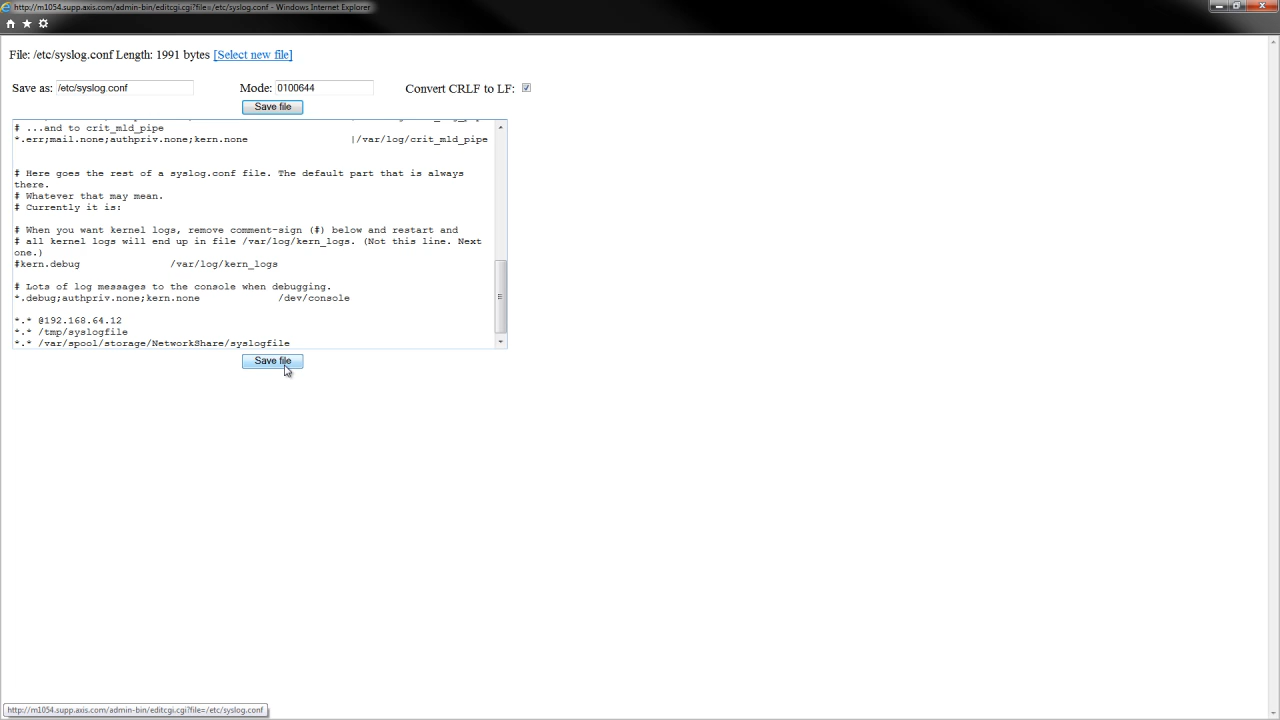 http://m1054.supp.axis.com/admin-bin/editcgi.cgi?file=/etc/syslog.conf - Windows Internet Explorer
File: /etc/syslog.conf Length: 1991 bytes [Select new file]
Save as: /etc/syslog.conf Mode: 0100644 Convert CRLF to LF:
Save file
# ...and to crit_mld_pipe
*.err;mail.none;authpriv.none;kern.none |/var/log/crit_mld_pipe
# Here goes the rest of a syslog.conf file. The default part that is always
there.
# Whatever that may mean.
# Currently it is:
# When you want kernel logs, remove comment-sign (#) below and restart and
# all kernel logs will end up in file /var/log/kern_logs. (Not this line. Next
one.)
#kern.debug /var/log/kern_logs
# Lots of log messages to the console when debugging.
*.debug;authpriv.none;kern.none /dev/console
*.* @192.168.64.12
*.* /tmp/syslogfile
*.* /var/spool/storage/NetworkShare/syslogfile
Save file
http://m1054.supp.axis.com/admin-bin/editcgi.cgi?file=/etc/syslog.conf